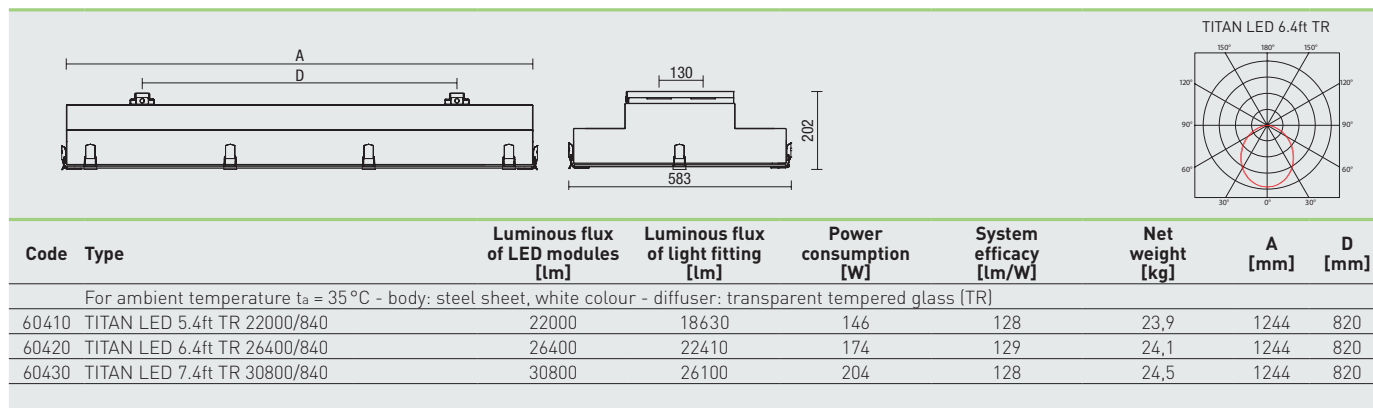 A
D
130
202
583
TITAN LED 6.4ft TR
150° 180° 150°
120° 120°
90° 90°
60° 60°
30° 0° 30°
Code Type Luminous flux of LED modules [lm] Luminous flux of light fitting [lm] Power consumption [W] System efficacy [lm/W] Net weight [kg] A [mm] D [mm]
For ambient temperature ta = 35°C - body: steel sheet, white colour - diffuser: transparent tempered glass (TR)
60410 TITAN LED 5.4ft TR 22000/840 22000 18630 146 128 23,9 1244 820
60420 TITAN LED 6.4ft TR 26400/840 26400 22410 174 129 24,1 1244 820
60430 TITAN LED 7.4ft TR 30800/840 30800 26100 204 128 24,5 1244 820